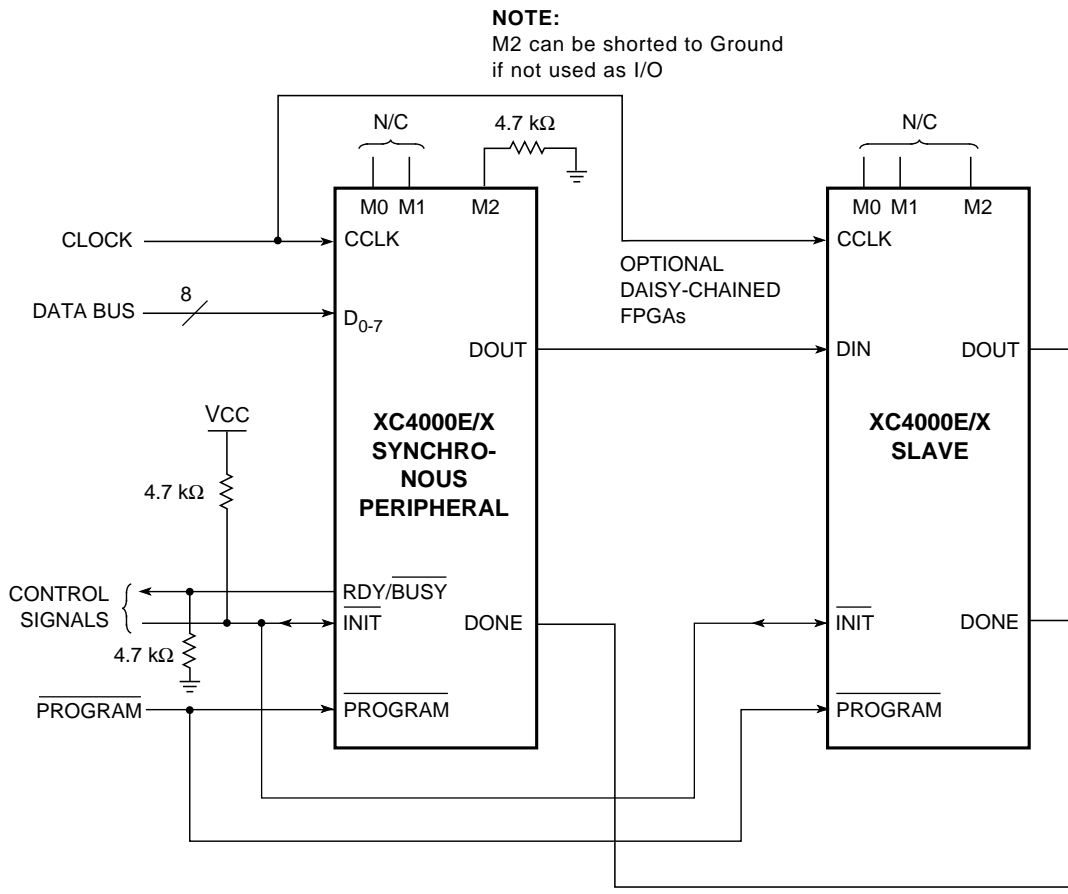 NOTE:
M2 can be shorted to Ground
if not used as I/O
N/C
4.7 kΩ
N/C
M0 M1
M2
M0 M1
M2
CLOCK
CCLK
CCLK
OPTIONAL
DAISY-CHAINED
FPGAs
DATA BUS
8
D0-7
DOUT
DIN
DOUT
VCC
4.7 kΩ
XC4000E/X
SYNCHRO-
NOUS
PERIPHERAL
XC4000E/X
SLAVE
CONTROL
SIGNALS
RDY/BUSY
INIT
DONE
INIT
DONE
4.7 kΩ
PROGRAM
PROGRAM
PROGRAM